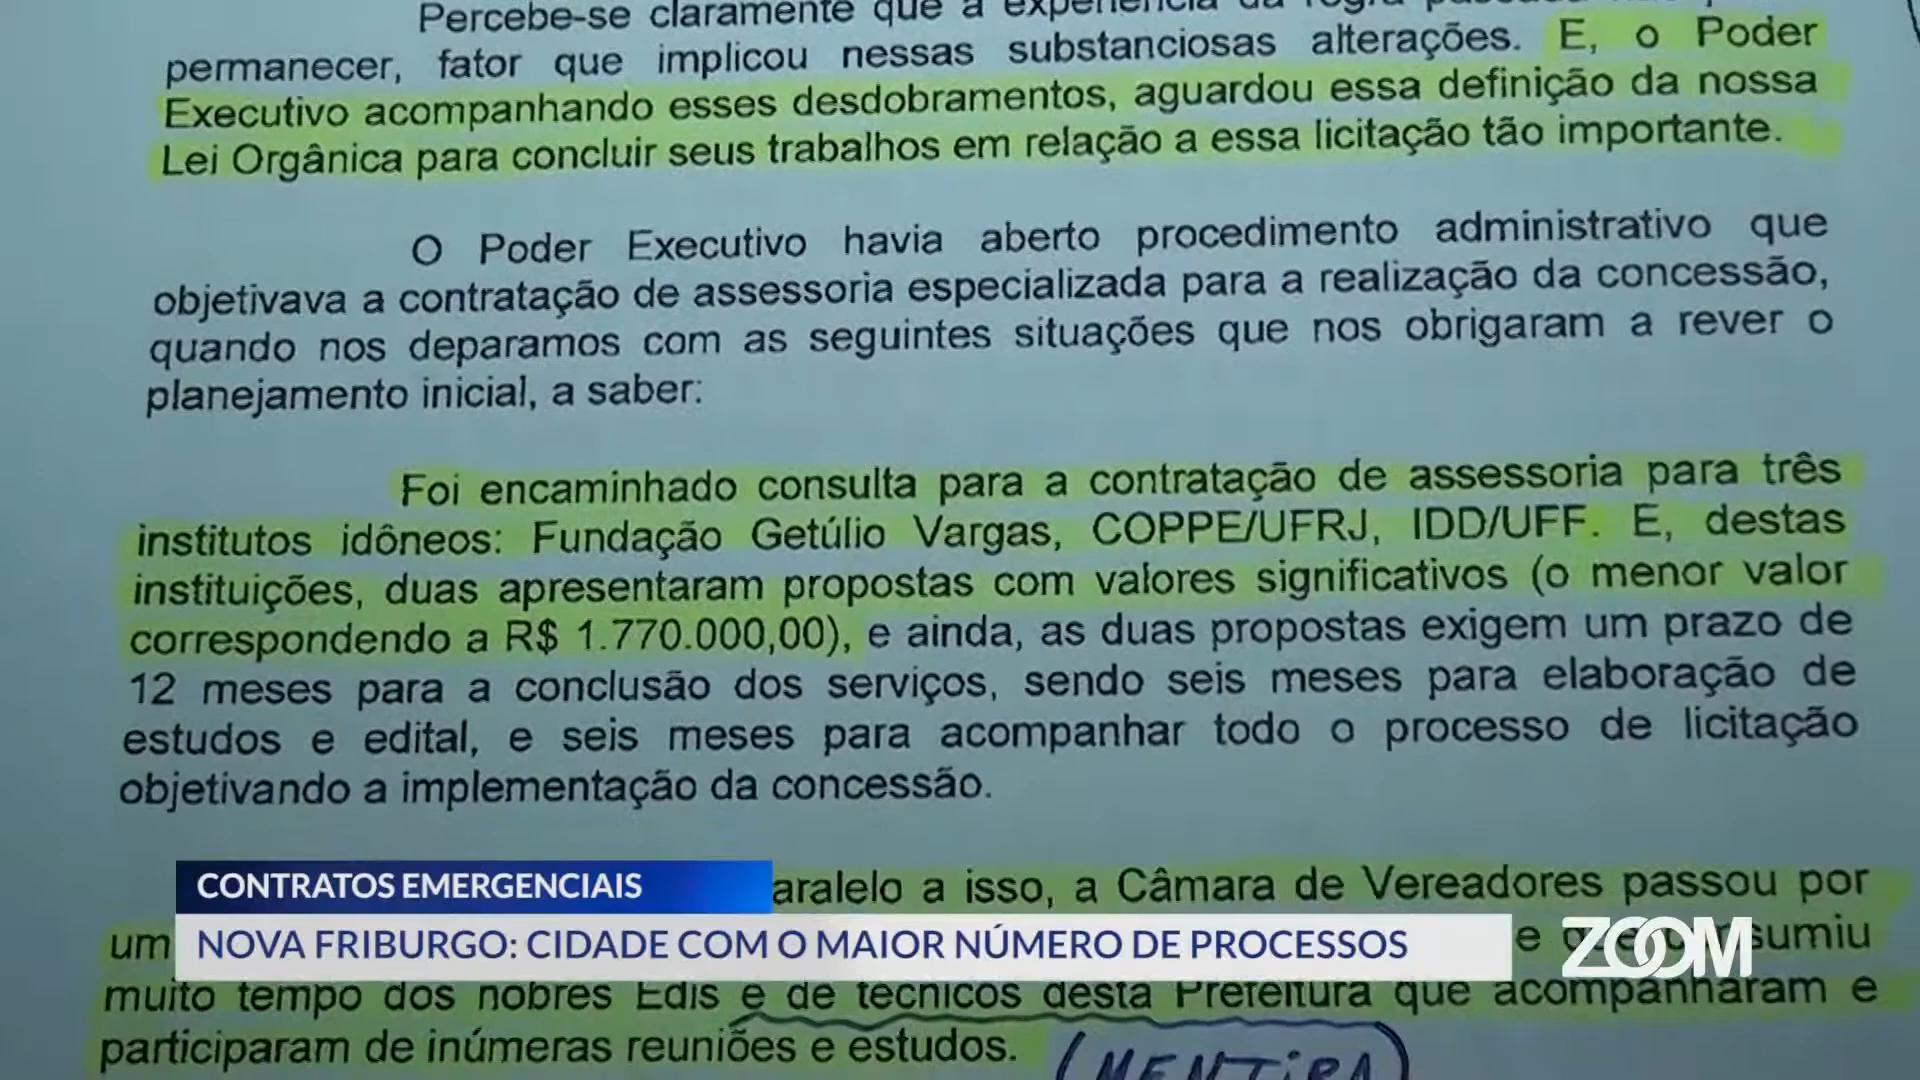 Percebe-se claramente que a experiência da regra
permanecer, fator que implicou nessas substanciosas alterações. E, o Poder
Executivo acompanhando esses desdobramentos, aguardou essa definição da nossa
Lei Orgânica para concluir seus trabalhos em relação a essa licitação tão importante.
O Poder Executivo havia aberto procedimento administrativo que
objetivava a contratação de assessoria especializada para a realização da concessão,
quando nos deparamos com as seguintes situações que nos obrigaram a rever o
planejamento inicial, a saber:
Foi encaminhado consulta para a contratação de assessoria para três
institutos idôneos: Fundação Getúlio Vargas, COPPE/UFRJ, IDD/UFF. E, destas
instituições, duas apresentaram propostas com valores significativos (o menor valor
correspondendo a R$ 1.770.000,00), e ainda, as duas propostas exigem um prazo de
12 meses para a conclusão dos serviços, sendo seis meses para elaboração de
estudos e edital, e seis meses para acompanhar todo o processo de licitação
objetivando a implementação da concessão.
CONTRATOS EMERGENCIAIS
aralelo a isso, a Câmara de Vereadores passou por
um
NOVA FRIBURGO: CIDADE COM O MAIOR NÚMERO DE PROCESSOS
e que
ZOOM
muito tempo dos nobres Edis e de técnicos desta Prefeitura que acompanharam e
participaram de inúmeras reuniões e estudos.
(MENTIRA)